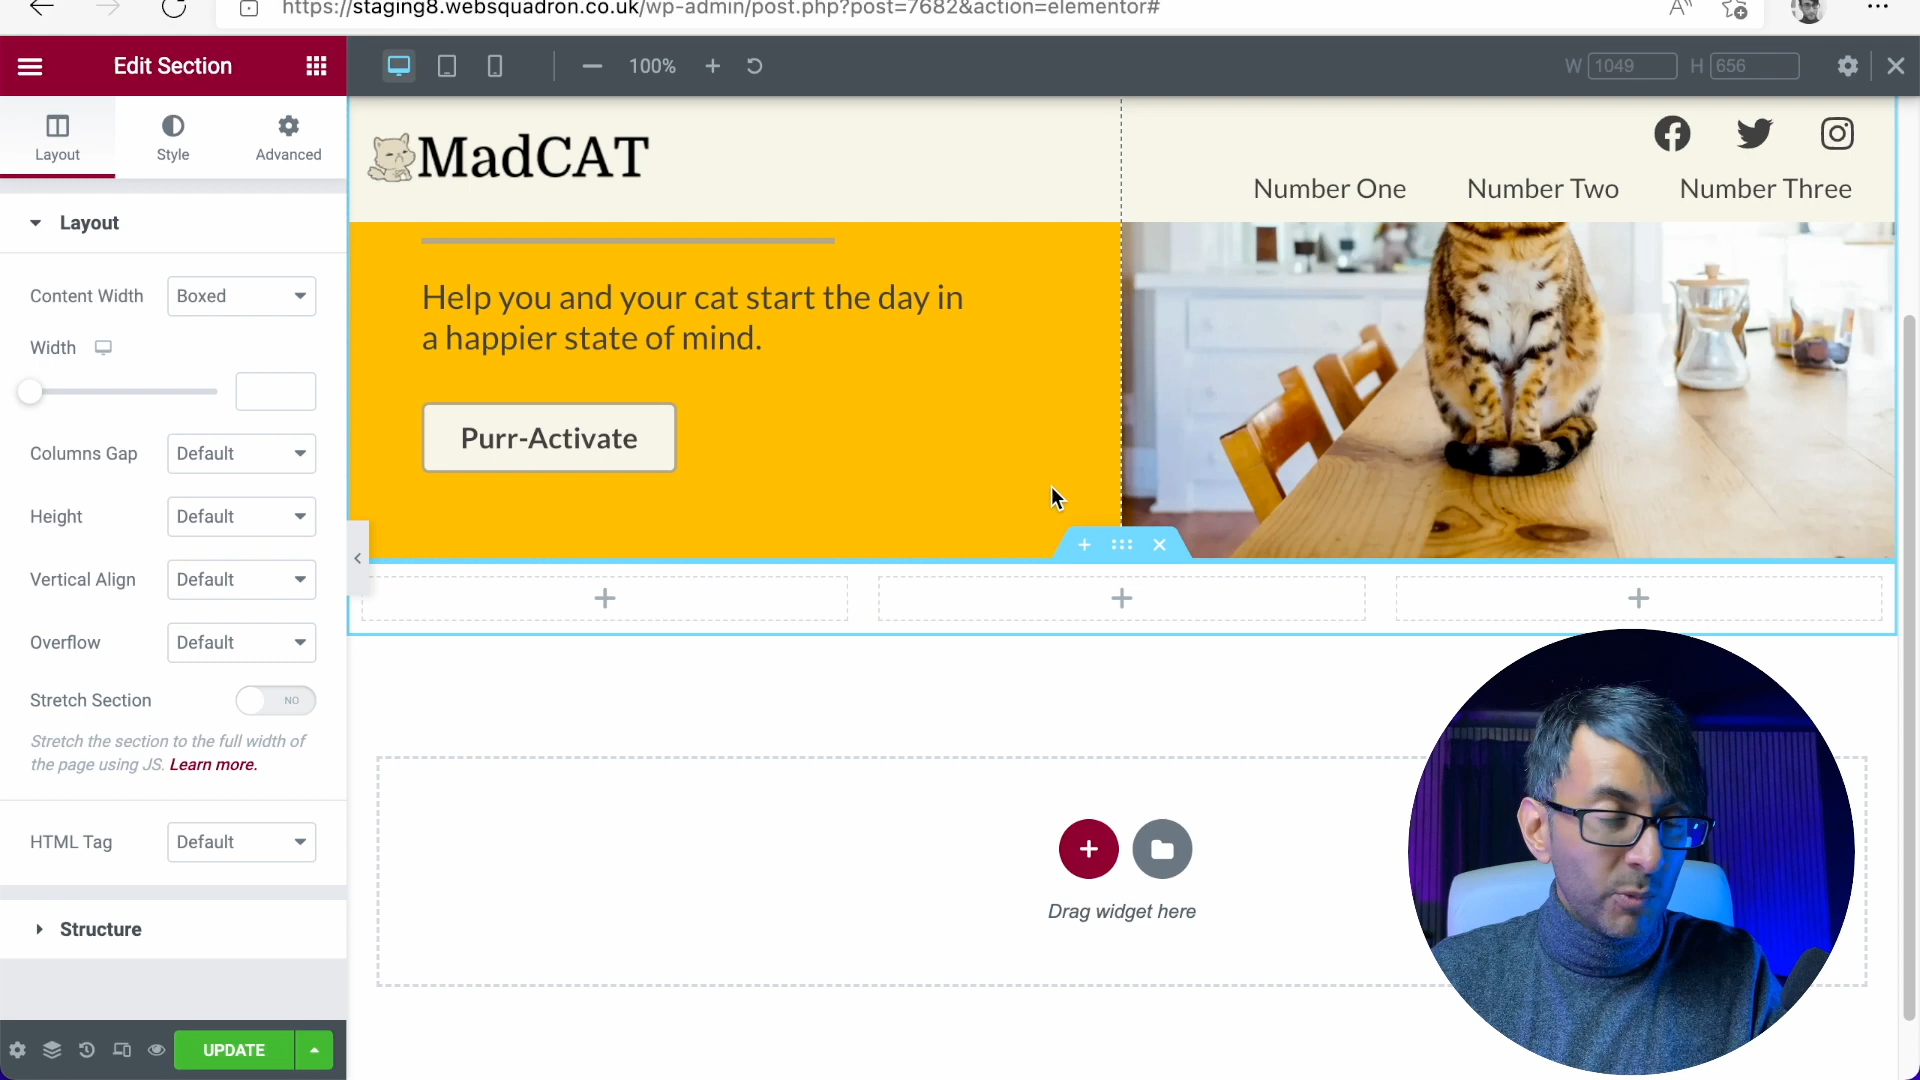 https://staging8.websquadron.co.uk/wp-admin/post.php?post=7682&action=elementor#
Edit Section
100%
W 1049 H 656
Layout
Style
Advanced
MadCAT
Number One
Number Two
Number Three
Layout
Content Width Boxed
Width
Columns Gap Default
Height Default
Vertical Align Default
Overflow Default
Stretch Section NO
Stretch the section to the full width of
the page using JS. Learn more.
HTML Tag Default
Structure
UPDATE
Help you and your cat start the day in
a happier state of mind.
Purr-Activate
Drag widget here